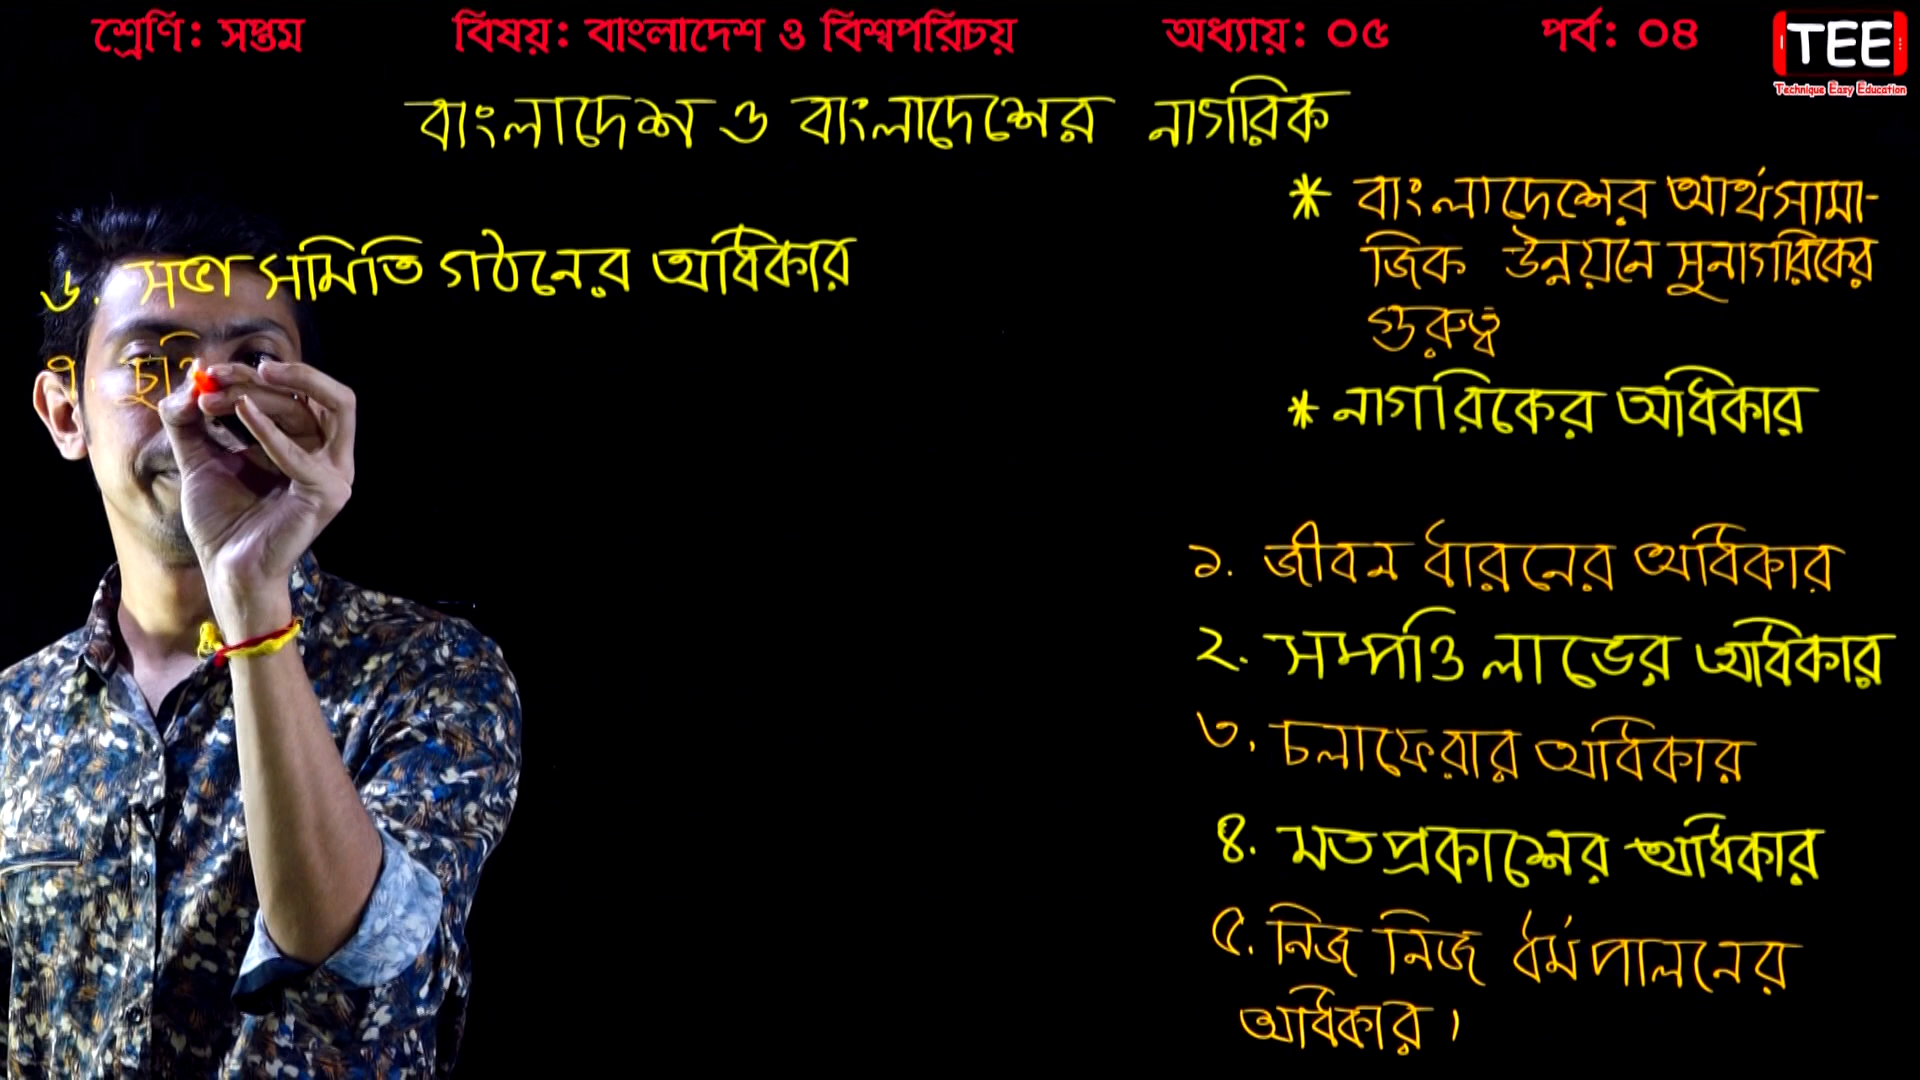 শ্রেণি: সপ্তম বিষয়: বাংলাদেশ ও বিশ্বপরিচয় অধ্যায়: ০৫ পর্ব: ০৪
TEE
Technique Easy Education
বাংলাদেশ ও বাংলাদেশের নাগরিক
* বাংলাদেশের আর্থসামা-
জিক উন্নয়নে সুনাগরিকের
গুরুত্ব
* নাগরিকের অধিকার
১. জীবন ধারনের অধিকার
২. সম্পত্তি লাভের অধিকার
৩. চলাফেরার অধিকার
৪. মতপ্রকাশের অধিকার
৫. নিজ নিজ ধর্ম পালনের
অধিকার।
৬. সভা সমিতি গঠনের অধিকার
৭.